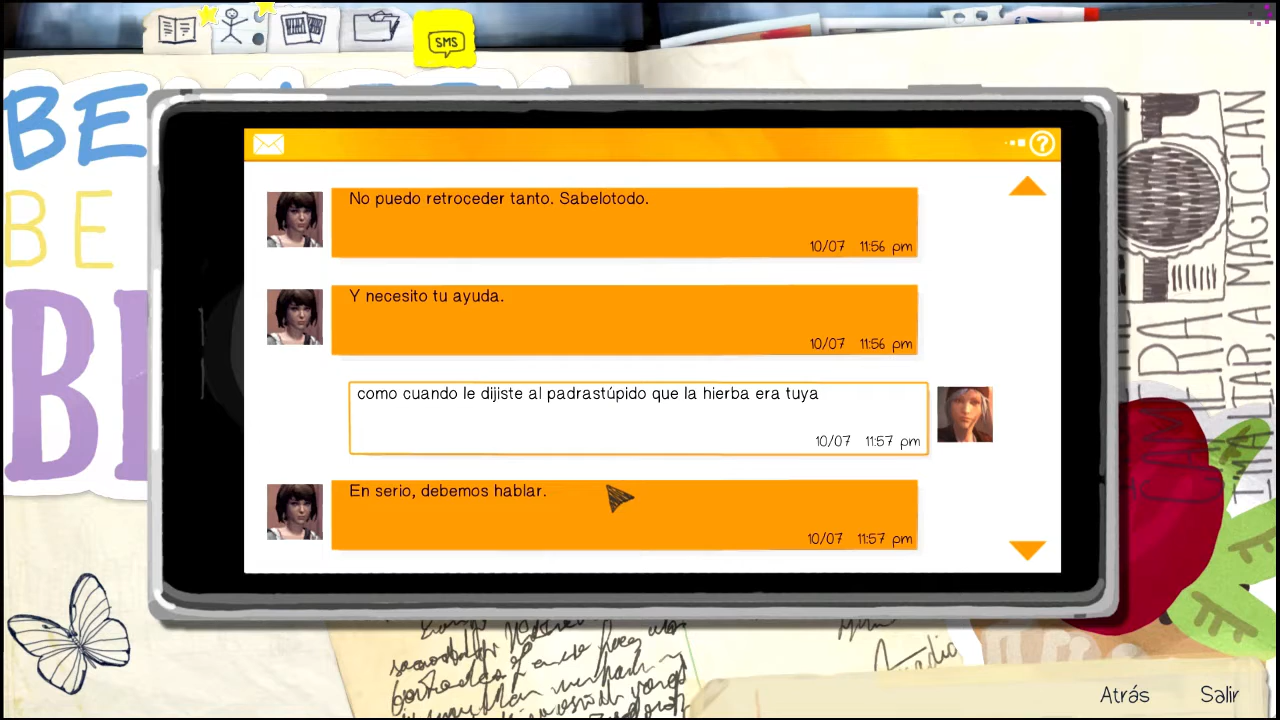 SMS
BE
BE
No puedo retroceder tanto. Sabelotodo.
10/07 11:56 pm
Y necesito tu ayuda.
10/07 11:56 pm
como cuando le dijiste al padrastúpido que la hierba era tuya
10/07 11:57 pm
En serio, debemos hablar.
10/07 11:57 pm
CAMERA
LIAR, A MAGICIAN
Atrás
Salir